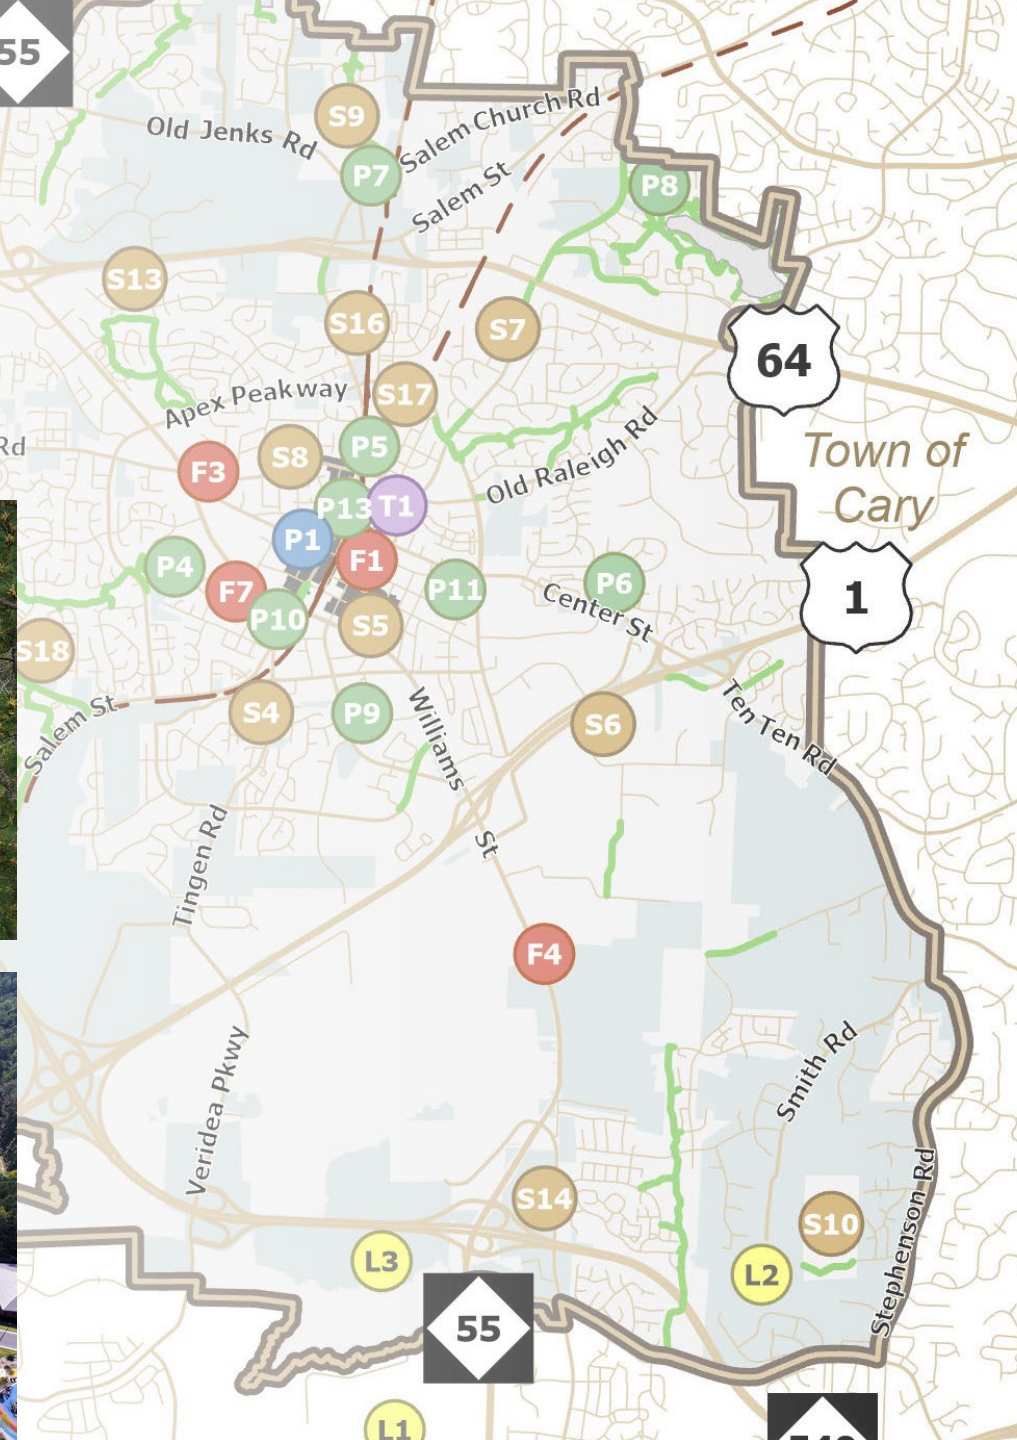 55
S9
Salem Church Rd
Old Jenks Rd
P7
P8
Salem St
S13
S16
S7
64
Apex Peakway
S17
Town of
Cary
Rd
S8
P5
F3
Old Raleigh Rd
P13
T1
P1
F1
P4
F7
P11
P6
1
Center St
P10
S5
S18
Salem St
S4
P9
Williams
St
S6
Ten Ten Rd
Tingen Rd
F4
Smith Rd
Veridea Pkwy
S14
S10
Stephenson Rd
L3
L2
55
L1